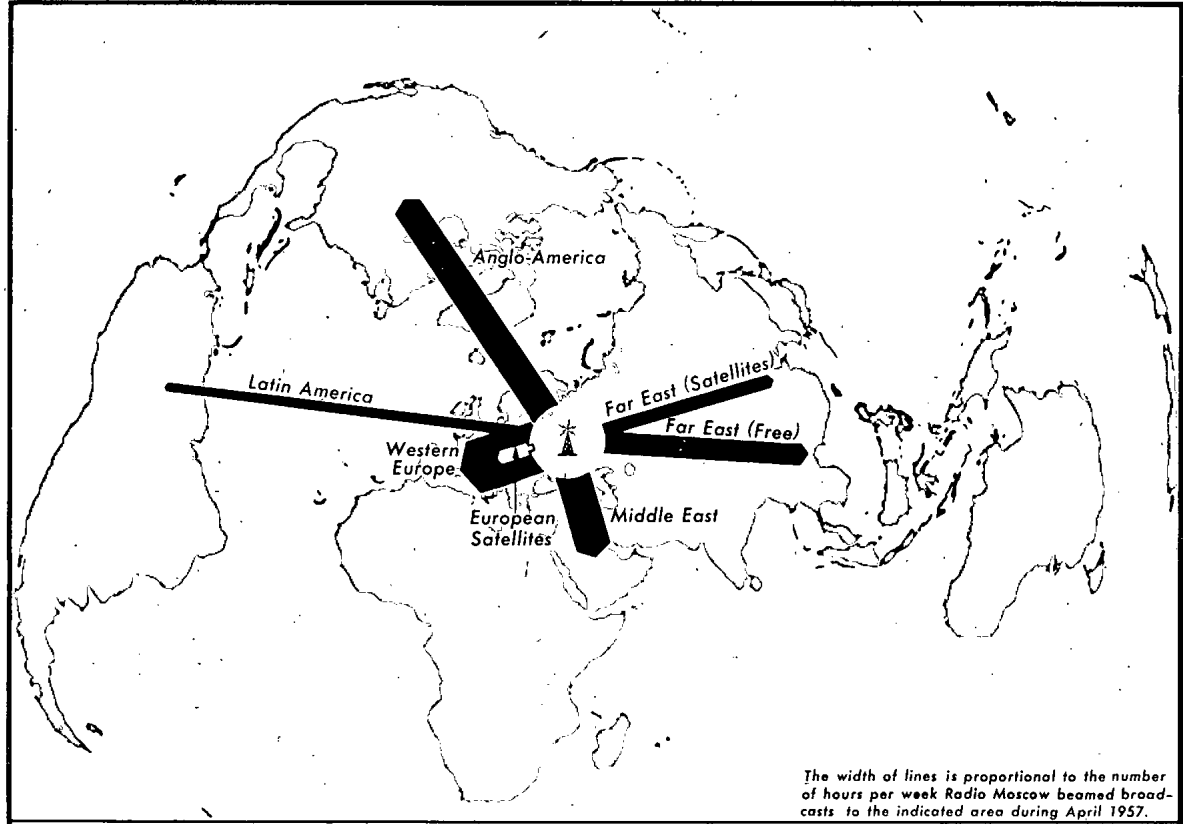 Anglo-America
Latin America
Far East (Satellites)
Far East (Free)
Western
Europe
European
Satellites
Middle East
The width of lines is proportional to the number
of hours per week Radio Moscow beamed broad-
casts to the indicated area during April 1957.